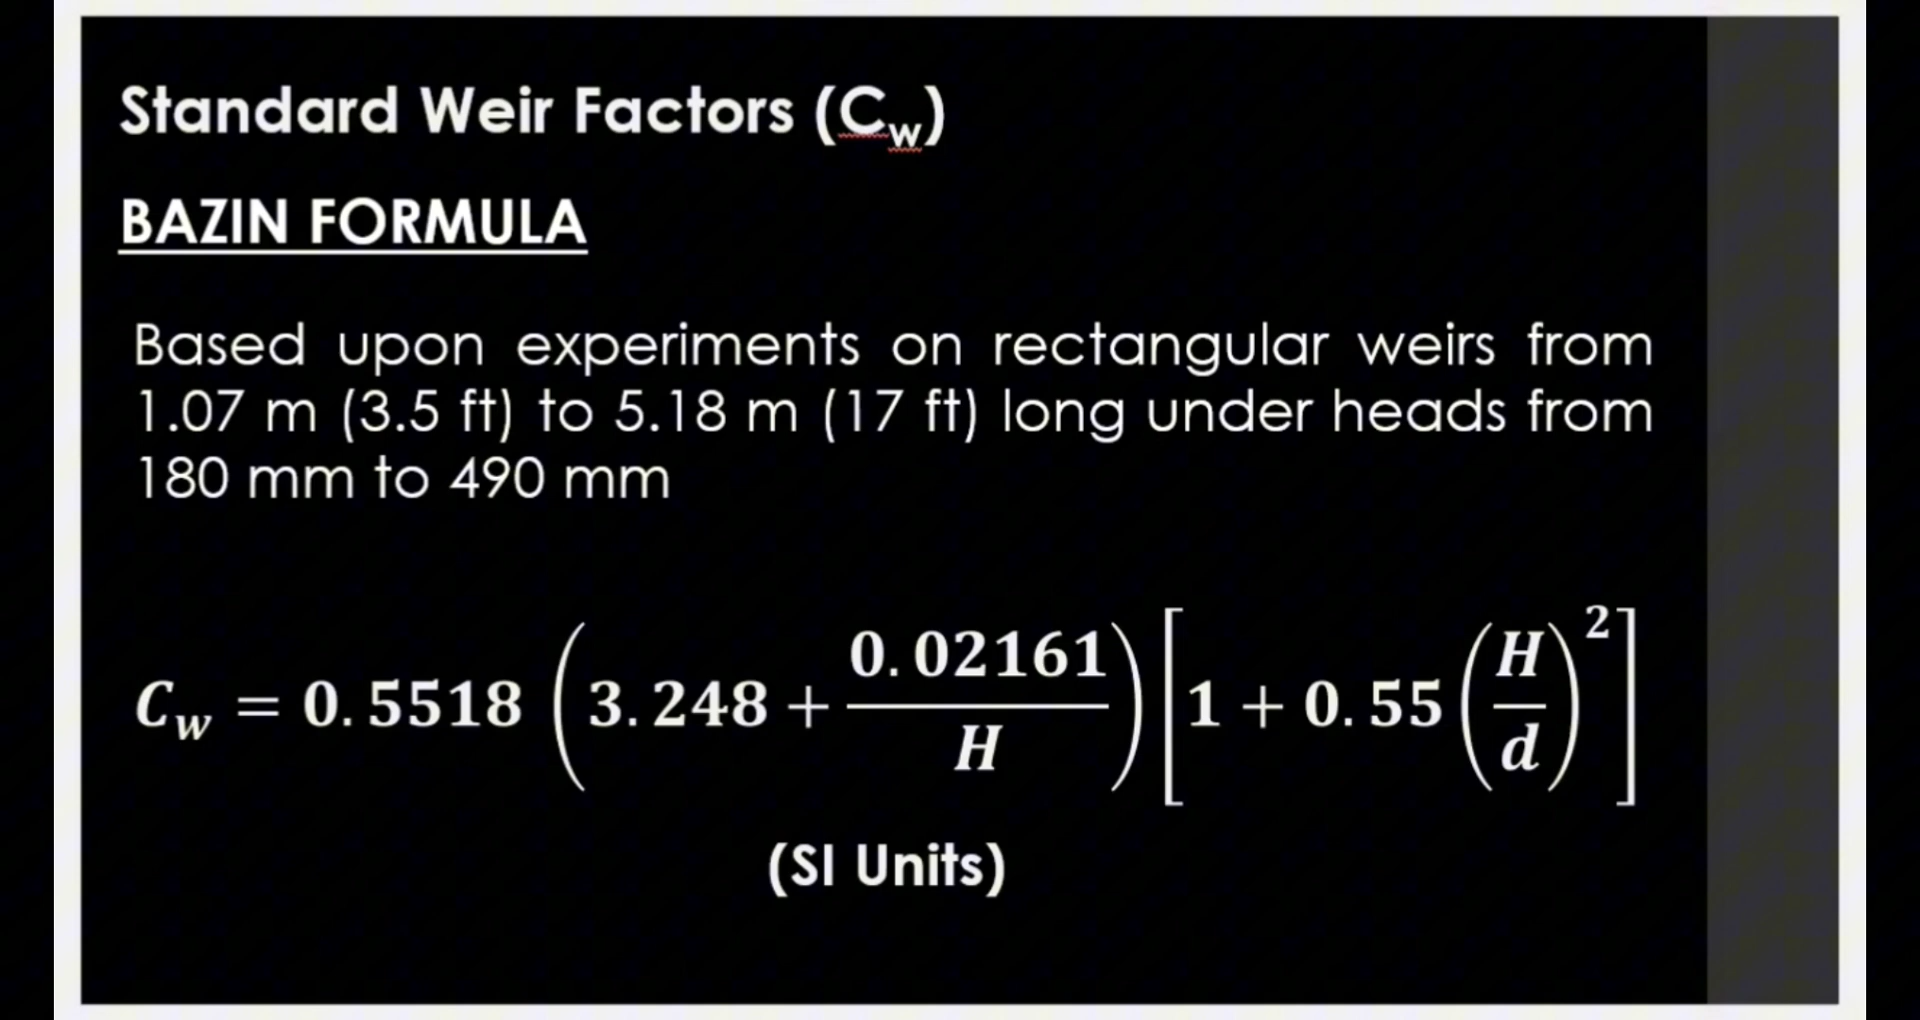 Standard Weir Factors (C_w)
BAZIN FORMULA
Based upon experiments on rectangular weirs from
1.07 m (3.5 ft) to 5.18 m (17 ft) long under heads from
180 mm to 490 mm
C_w = 0.5518 (3.248 + 0.02161/H) [1 + 0.55 (H/d)^2]
(SI Units)